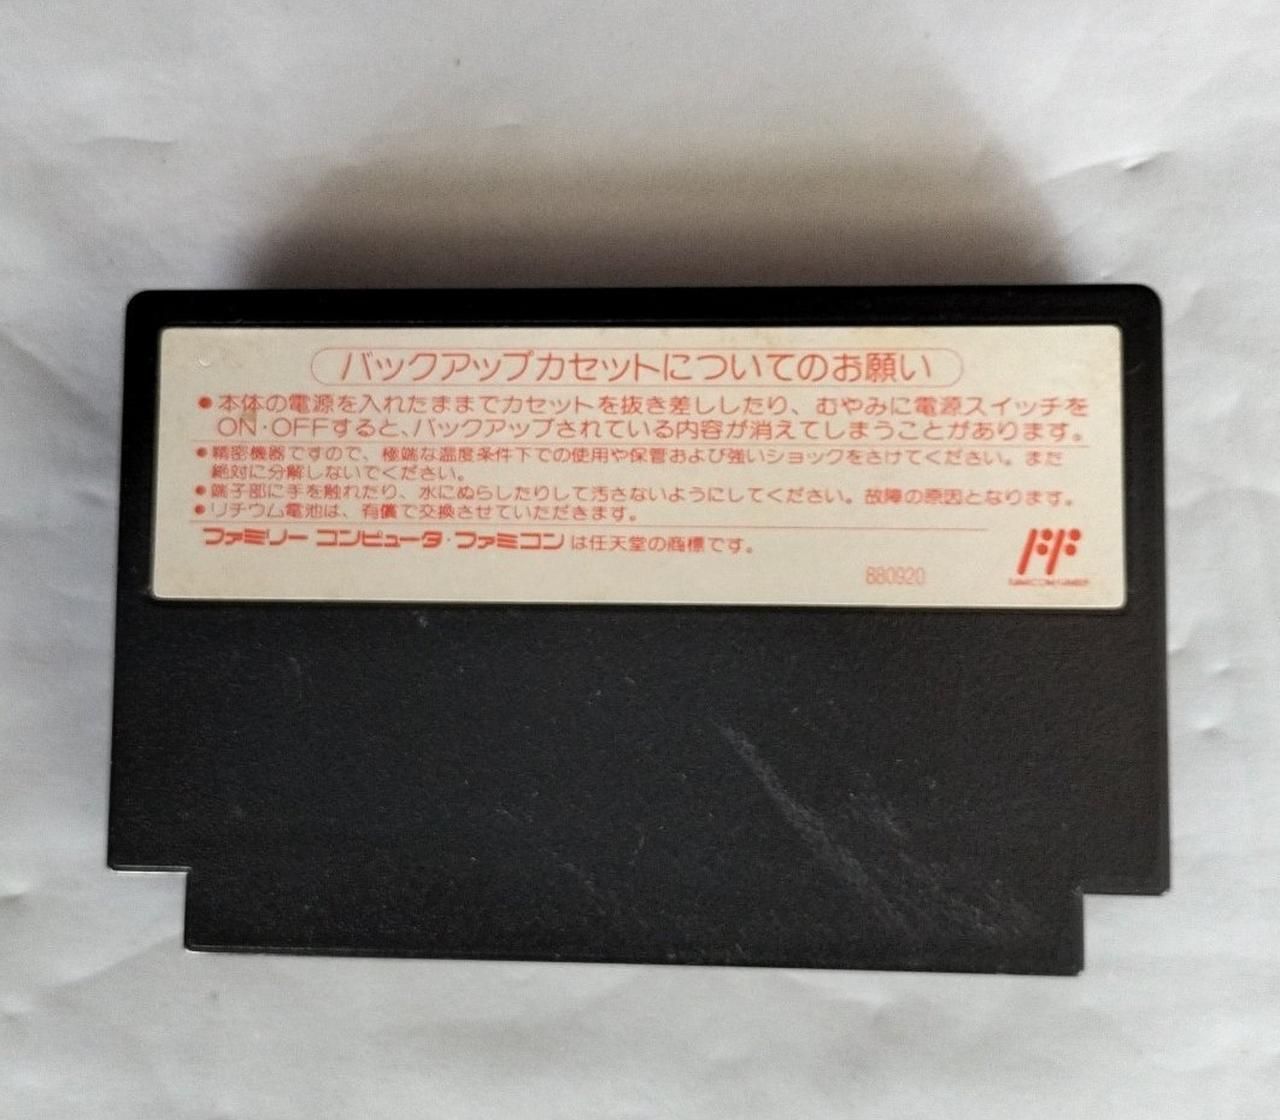 バックアップカセットについてのお願い
●本体の電源を入れたままでカセットを抜き差ししたり、むやみに電源スイッチを
ON・OFFすると、バックアップされている内容が消えてしまうことがあります。
●精密機器ですので、極端な温度条件下での使用や保管および強いショックをさけてください。また
絶対に分解しないでください。
●端子部に手を触れたり、水にぬらしたりして汚さないようにしてください。故障の原因となります。
●リチウム電池は、有償で交換させていただきます。
ファミリー コンピュータ・ファミコンは任天堂の商標です。
880920
FAMICOM FAMILY